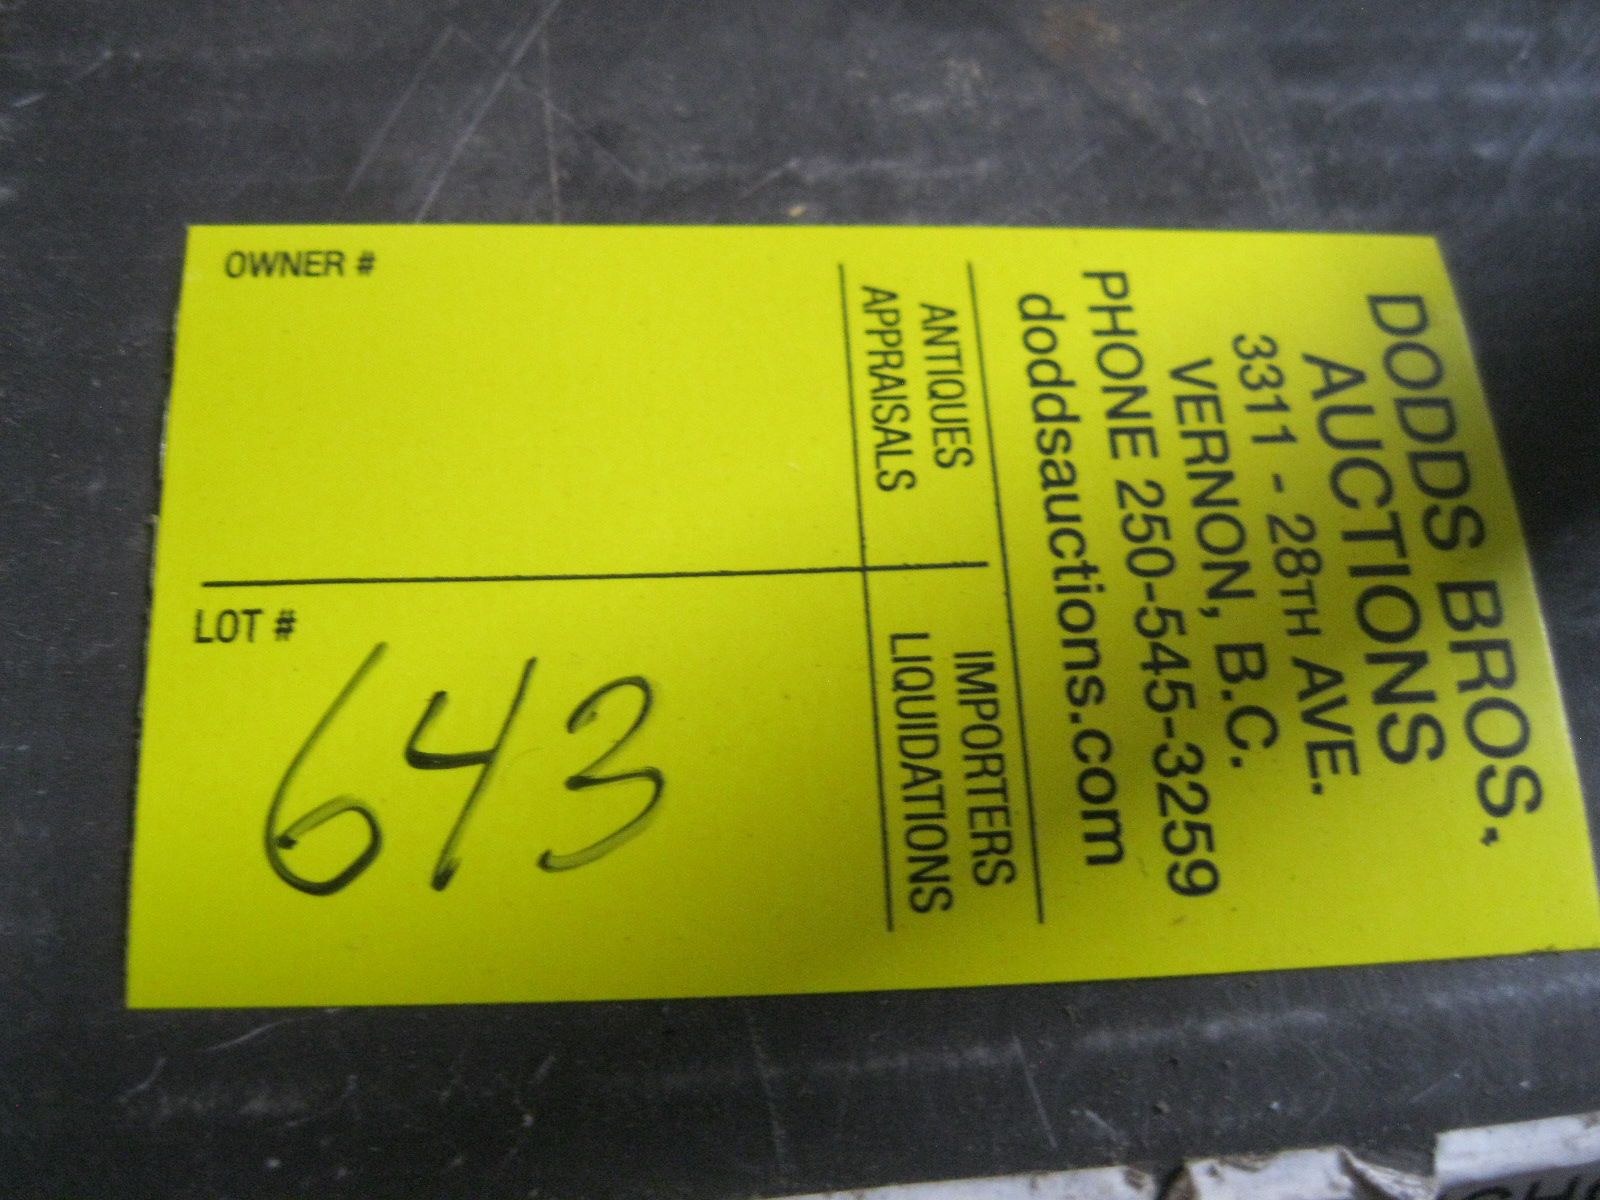 DODDS BROS.
AUCTIONS
3311 - 28TH AVE.
VERNON, B.C.
PHONE 250-545-3259
doddsauctions.com
ANTIQUES
APPRAISALS
IMPORTERS
LIQUIDATIONS
OWNER #
LOT #
643